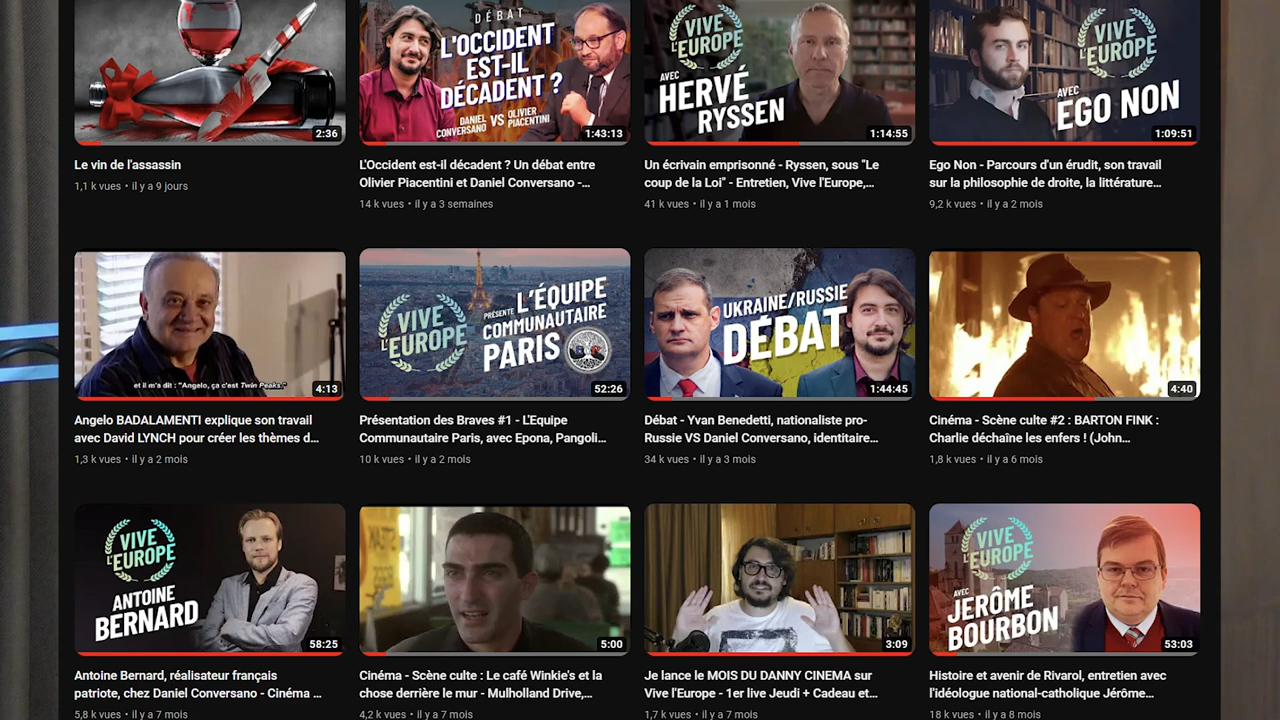 2:36
DÉBAT
L'OCCIDENT
EST-IL
DÉCADENT ?
DANIEL
CONVERSANO
VS
OLIVIER
PIACENTINI
1:43:13
VIVE
L'EUROPE
AVEC
HERVÉ
RYSSEN
1:14:55
VIVE
L'EUROPE
AVEC
EGO NON
1:09:51
Le vin de l'assassin
1,1 k vues • il y a 9 jours
L'Occident est-il décadent ? Un débat entre
Olivier Piacentini et Daniel Conversano -...
14 k vues • il y a 3 semaines
Un écrivain emprisonné - Ryssen, sous "Le
coup de la Loi" - Entretien, Vive l'Europe,...
41 k vues • il y a 1 mois
Ego Non - Parcours d'un érudit, son travail
sur la philosophie de droite, la littérature...
9,2 k vues • il y a 2 mois
et il m'a dit : "Angelo, ça c'est Twin Peaks."
4:13
VIVE
L'EUROPE
PRÉSENTE
L'ÉQUIPE
COMMUNAUTAIRE
PARIS
52:26
UKRAINE/RUSSIE
DÉBAT
1:44:45
4:40
Angelo BADALAMENTI explique son travail
avec David LYNCH pour créer les thèmes d...
1,3 k vues • il y a 2 mois
Présentation des Braves #1 - L'Equipe
Communautaire Paris, avec Epona, Pangoli...
10 k vues • il y a 2 mois
Débat - Yvan Benedetti, nationaliste pro-
Russie VS Daniel Conversano, identitaire...
34 k vues • il y a 3 mois
Cinéma - Scène culte #2 : BARTON FINK :
Charlie déchaîne les enfers ! (John...
1,8 k vues • il y a 6 mois
VIVE
L'EUROPE
ANTOINE
BERNARD
58:25
5:00
3:09
VIVE
L'EUROPE
AVEC
JERÔME
BOURBON
53:03
Antoine Bernard, réalisateur français
patriote, chez Daniel Conversano - Cinéma ...
5,8 k vues • il y a 7 mois
Cinéma - Scène culte : Le café Winkie's et la
chose derrière le mur - Mulholland Drive,...
4,2 k vues • il y a 7 mois
Je lance le MOIS DU DANNY CINEMA sur
Vive l'Europe - 1er live Jeudi + Cadeau et...
1,7 k vues • il y a 7 mois
Histoire et avenir de Rivarol, entretien avec
l'idéologue national-catholique Jérôme...
18 k vues • il y a 8 mois